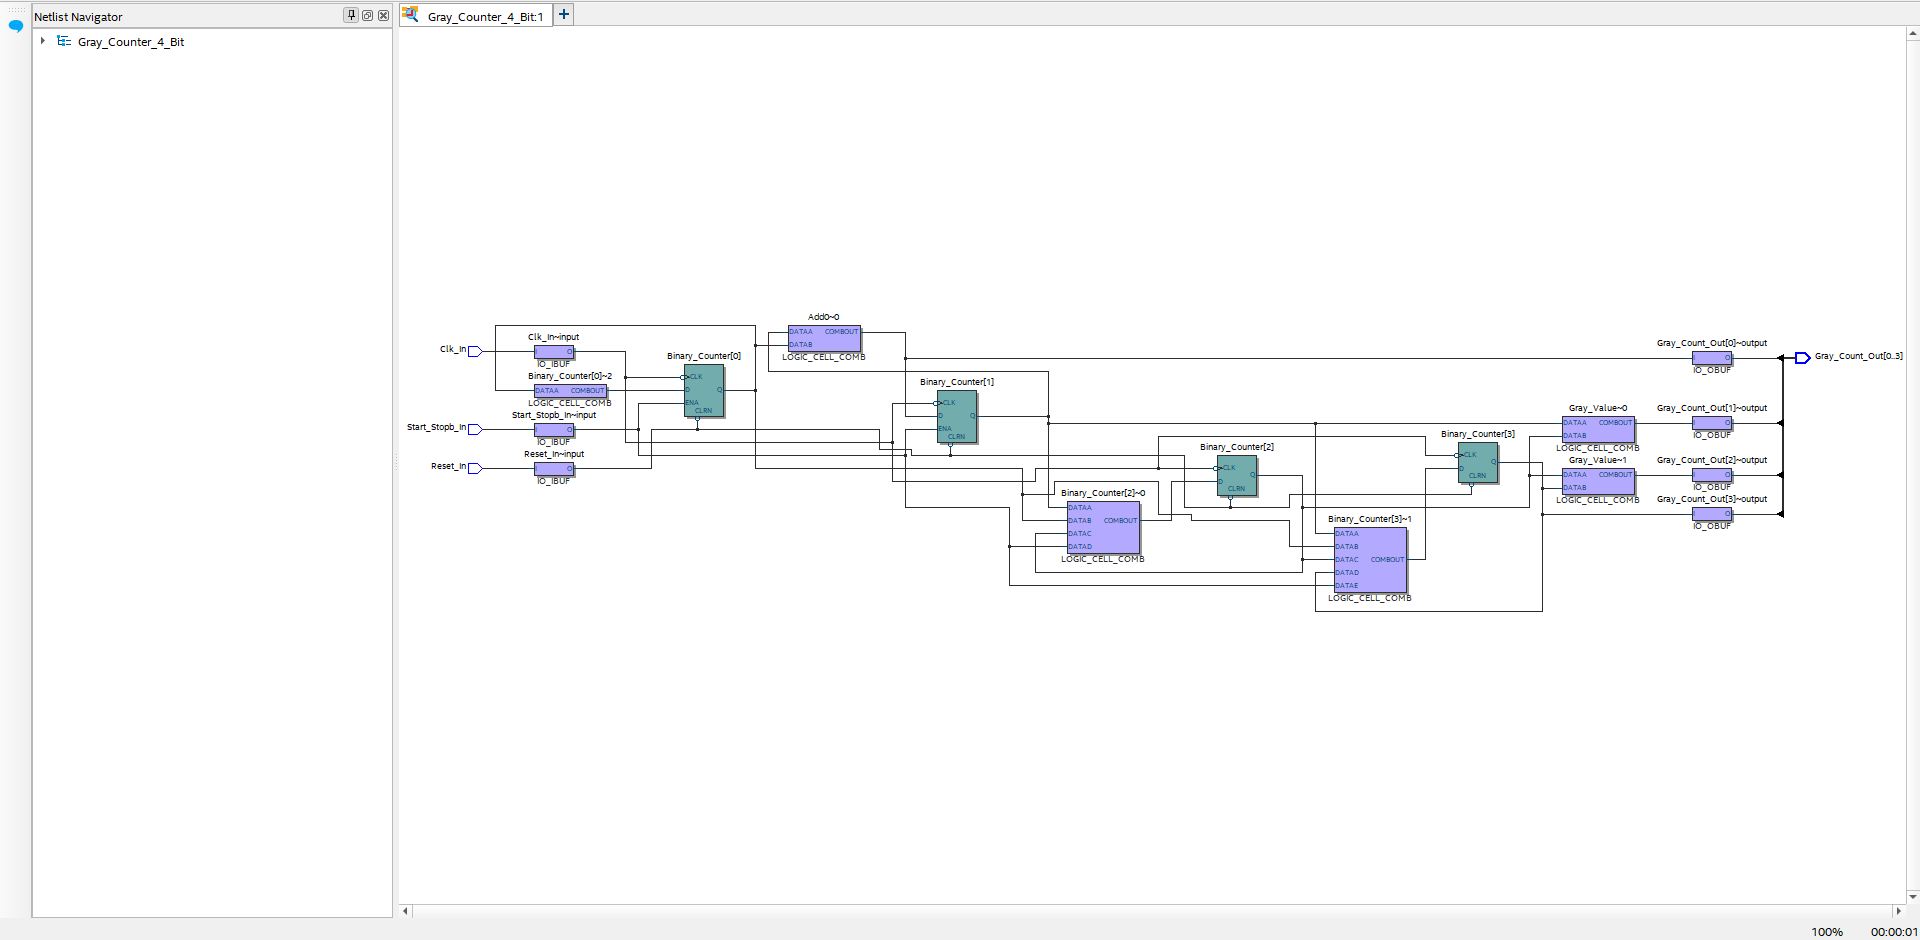 Netlist Navigator
Gray_Counter_4_Bit
Gray_Counter_4_Bit:1
Clk_In
Clk_In~input
I O
IO_IBUF
Binary_Counter[0]~2
DATAA COMBOUT
LOGIC_CELL_COMB
Start_Stopb_In
Start_Stopb_In~input
I O
IO_IBUF
Reset_In
Reset_In~input
I O
IO_IBUF
Binary_Counter[0]
CLK
D Q
ENA
CLRN
Add0~0
DATAA COMBOUT
DATAB
LOGIC_CELL_COMB
Binary_Counter[1]
CLK
D Q
ENA
CLRN
Binary_Counter[2]~0
DATAA
DATAB COMBOUT
DATAC
DATAD
LOGIC_CELL_COMB
Binary_Counter[2]
CLK
D Q
CLRN
Binary_Counter[3]~1
DATAA
DATAB
DATAC COMBOUT
DATAD
DATAE
LOGIC_CELL_COMB
Binary_Counter[3]
CLK
D Q
CLRN
Gray_Value~0
DATAA COMBOUT
DATAB
LOGIC_CELL_COMB
Gray_Value~1
DATAA COMBOUT
DATAB
LOGIC_CELL_COMB
Gray_Count_Out[0]~output
I O
IO_OBUF
Gray_Count_Out[1]~output
I O
IO_OBUF
Gray_Count_Out[2]~output
I O
IO_OBUF
Gray_Count_Out[3]~output
I O
IO_OBUF
Gray_Count_Out[0..3]
100% 00:00:01